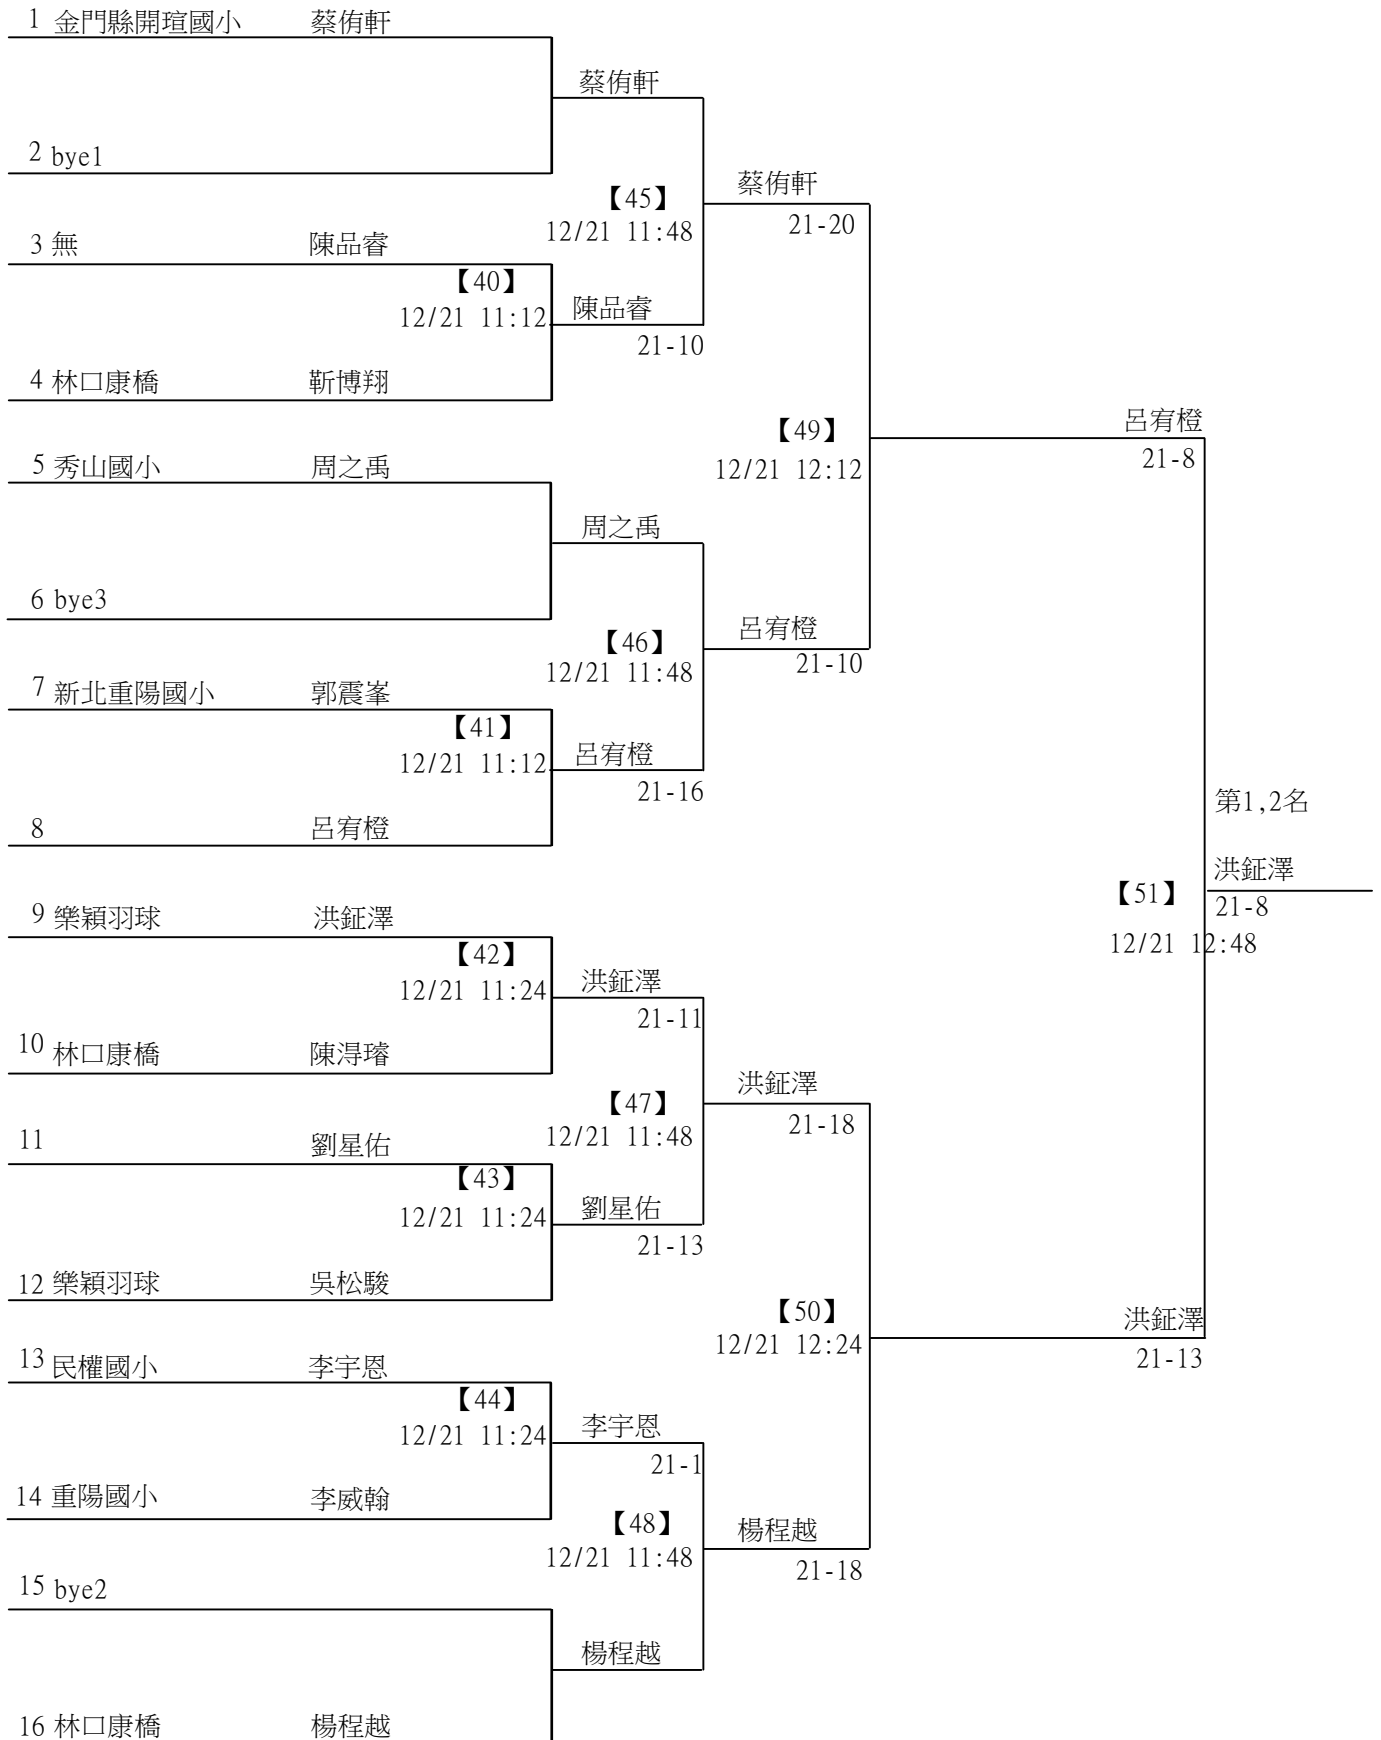 1 金門縣開瑄國小 蔡侑軒
蔡侑軒
2 bye1
蔡侑軒
【45】
21-20
12/21 11:48
3 無 陳品睿
【40】
陳品睿
12/21 11:12
21-10
4 林口康橋 靳博翔
呂宥橙
【49】
21-8
5 秀山國小 周之禹
12/21 12:12
周之禹
6 bye3
呂宥橙
【46】
21-10
12/21 11:48
7 新北重陽國小 郭震峯
【41】
呂宥橙
12/21 11:12
21-16
第1,2名
8 呂宥橙
洪鉦澤
【51】
21-8
9 樂穎羽球 洪鉦澤
12/21 12:48
【42】
洪鉦澤
12/21 11:24
21-11
10 林口康橋 陳淂璿
洪鉦澤
【47】
21-18
12/21 11:48
11 劉星佑
【43】
劉星佑
12/21 11:24
21-13
12 樂穎羽球 吳松駿
【50】
洪鉦澤
12/21 12:24
21-13
13 民權國小 李宇恩
【44】
李宇恩
12/21 11:24
21-1
14 重陽國小 李威翰
【48】
楊程越
12/21 11:48
21-18
15 bye2
楊程越
16 林口康橋 楊程越